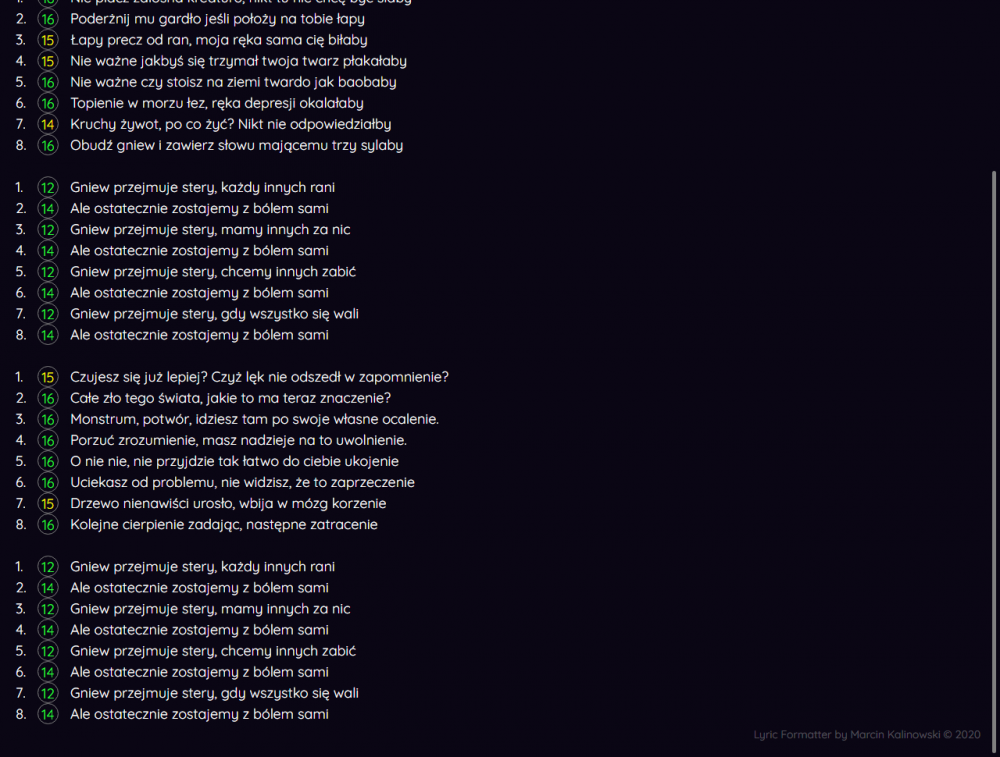 2. 16 Poderżnij mu gardło jeśli położy na tobie łapy
3. 15 Łapy precz od ran, moja ręka sama cię biłaby
4. 15 Nie ważne jakbyś się trzymał twoja twarz płakałaby
5. 16 Nie ważne czy stoisz na ziemi twardo jak baobaby
6. 16 Topienie w morzu łez, ręka depresji okalałaby
7. 14 Kruchy żywot, po co żyć? Nikt nie odpowiedziałby
8. 16 Obudź gniew i zawierz słowu mającemu trzy sylaby
1. 12 Gniew przejmuje stery, każdy innych rani
2. 14 Ale ostatecznie zostajemy z bólem sami
3. 12 Gniew przejmuje stery, mamy innych za nic
4. 14 Ale ostatecznie zostajemy z bólem sami
5. 12 Gniew przejmuje stery, chcemy innych zabić
6. 14 Ale ostatecznie zostajemy z bólem sami
7. 12 Gniew przejmuje stery, gdy wszystko się wali
8. 14 Ale ostatecznie zostajemy z bólem sami
1. 15 Czujesz się już lepiej? Czyż lęk nie odszedł w zapomnienie?
2. 16 Całe zło tego świata, jakie to ma teraz znaczenie?
3. 16 Monstrum, potwór, idziesz tam po swoje własne ocalenie.
4. 16 Porzuć zrozumienie, masz nadzieje na to uwolnienie.
5. 16 O nie nie, nie przyjdzie tak łatwo do ciebie ukojenie
6. 16 Uciekasz od problemu, nie widzisz, że to zaprzeczenie
7. 15 Drzewo nienawiści urosło, wbija w mózg korzenie
8. 16 Kolejne cierpienie zadając, następne zatracenie
1. 12 Gniew przejmuje stery, każdy innych rani
2. 14 Ale ostatecznie zostajemy z bólem sami
3. 12 Gniew przejmuje stery, mamy innych za nic
4. 14 Ale ostatecznie zostajemy z bólem sami
5. 12 Gniew przejmuje stery, chcemy innych zabić
6. 14 Ale ostatecznie zostajemy z bólem sami
7. 12 Gniew przejmuje stery, gdy wszystko się wali
8. 14 Ale ostatecznie zostajemy z bólem sami
Lyric Formatter by Marcin Kalinowski © 2020